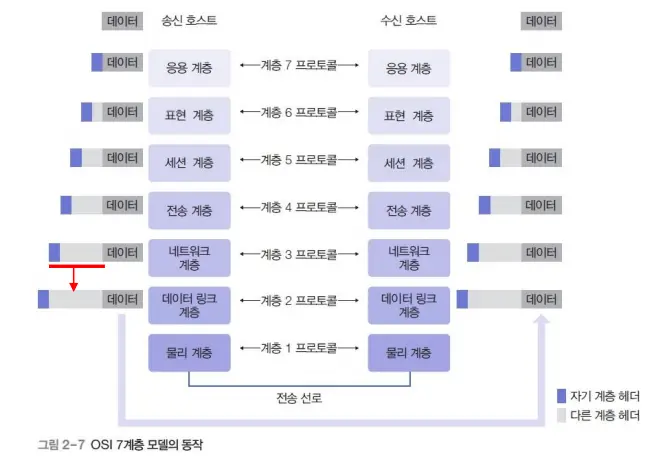 데이터 송신 호스트 수신 호스트 데이터
데이터 응용 계층 계층 7 프로토콜 응용 계층 데이터
데이터 표현 계층 계층 6 프로토콜 표현 계층 데이터
데이터 세션 계층 계층 5 프로토콜 세션 계층 데이터
데이터 전송 계층 계층 4 프로토콜 전송 계층 데이터
데이터 네트워크 계층 계층 3 프로토콜 네트워크 계층 데이터
데이터 데이터 링크 계층 계층 2 프로토콜 데이터 링크 계층 데이터
물리 계층 계층 1 프로토콜 물리 계층
전송 선로
자기 계층 헤더
다른 계층 헤더
그림 2-7 OSI 7계층 모델의 동작